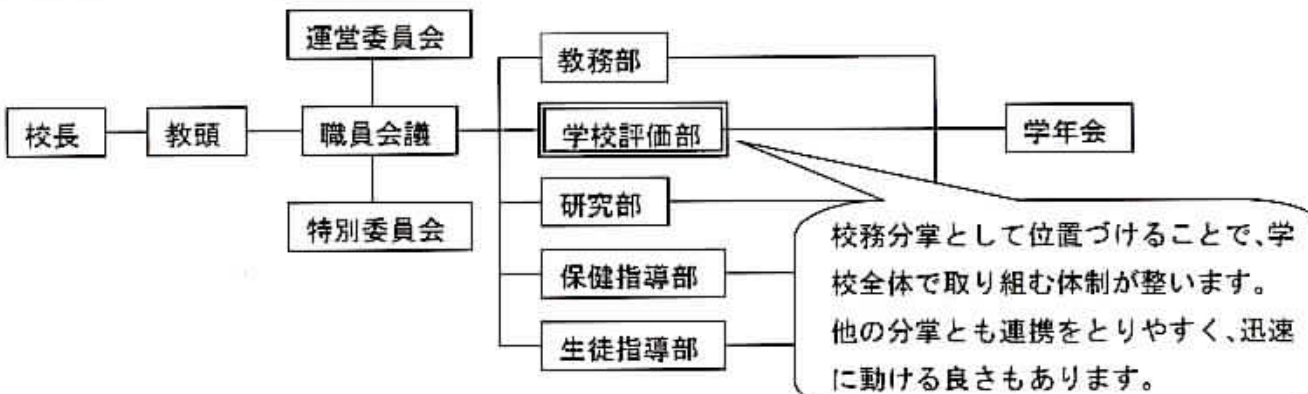 運営委員会
教務部
校長
教頭
職員会議
学校評価部
学年会
研究部
特別委員会
保健指導部
生徒指導部
校務分掌として位置づけることで、学
校全体で取り組む体制が整います。
他の分掌とも連携をとりやすく、迅速
に動ける良さもあります。